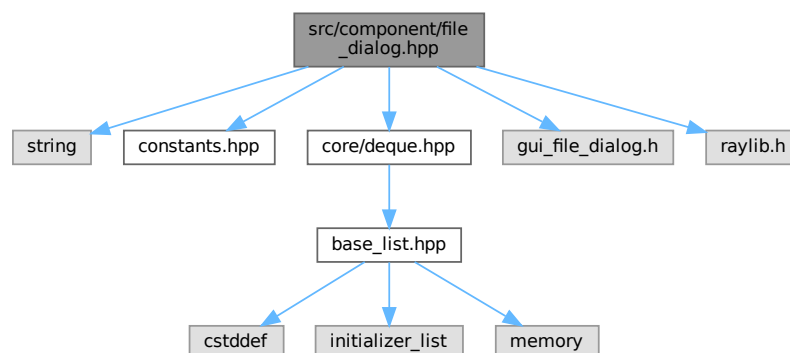 src/component/file
_dialog.hpp
string
constants.hpp
core/deque.hpp
gui_file_dialog.h
raylib.h
base_list.hpp
cstddef
initializer_list
memory